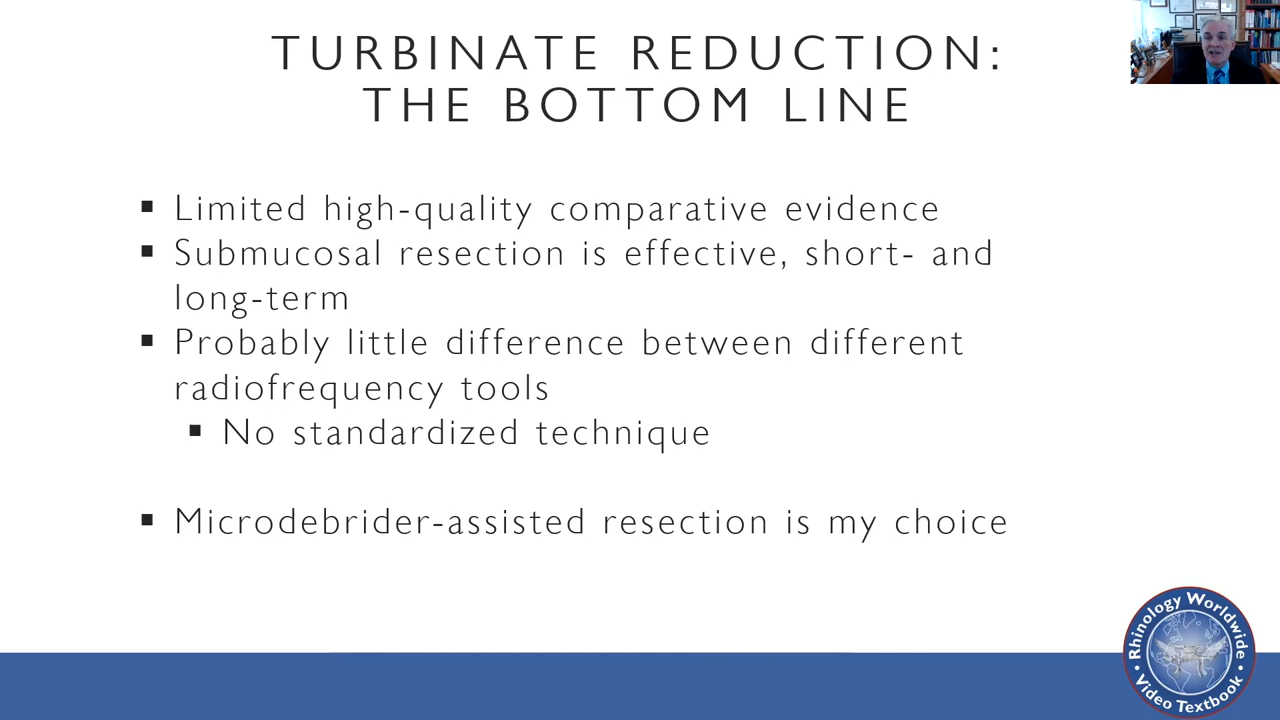 TURBINATE REDUCTION:
THE BOTTOM LINE
▪ Limited high-quality comparative evidence
▪ Submucosal resection is effective, short- and
long-term
▪ Probably little difference between different
radiofrequency tools
▪ No standardized technique
▪ Microdebrider-assisted resection is my choice
Rhinology Worldwide
• Video Textbook •